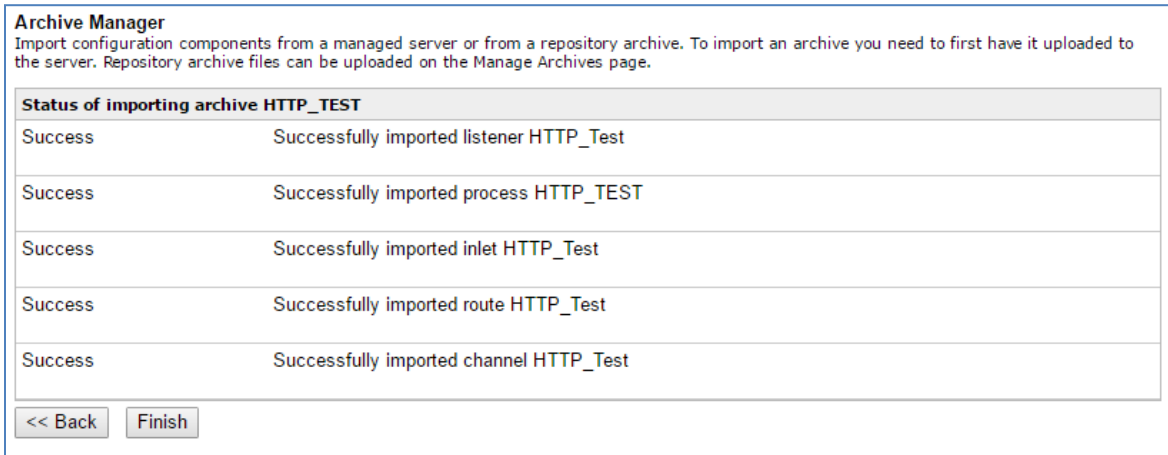 Archive Manager
Import configuration components from a managed server or from a repository archive. To import an archive you need to first have it uploaded to
the server. Repository archive files can be uploaded on the Manage Archives page.
Status of importing archive HTTP_TEST
Success Successfully imported listener HTTP_Test
Success Successfully imported process HTTP_TEST
Success Successfully imported inlet HTTP_Test
Success Successfully imported route HTTP_Test
Success Successfully imported channel HTTP_Test
<< Back Finish